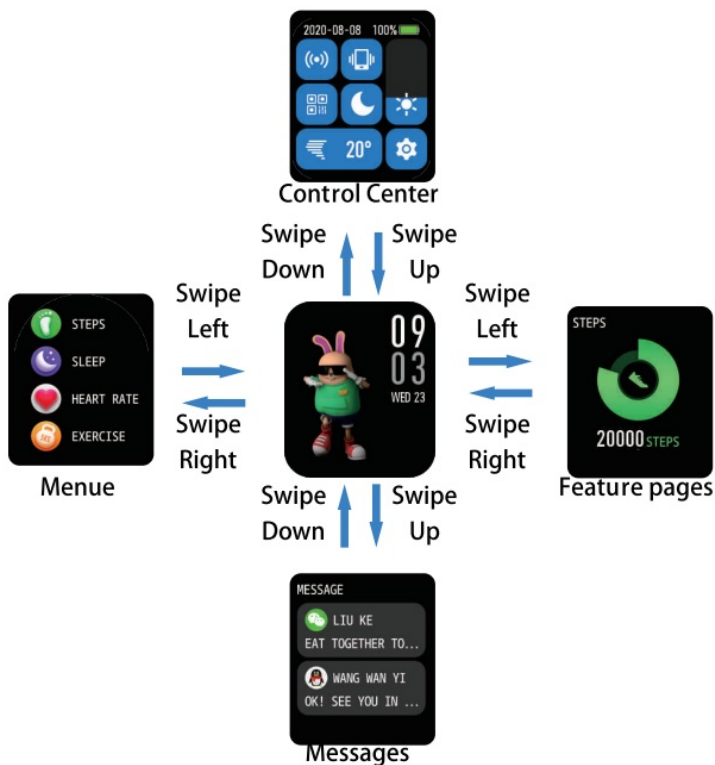 2020-08-08 100%
20°
Control Center
Swipe Down
Swipe Up
STEPS
SLEEP
HEART RATE
EXERCISE
Menue
Swipe Left
Swipe Right
09
03
WED 23
Swipe Left
Swipe Right
STEPS
20000 STEPS
Feature pages
Swipe Down
Swipe Up
MESSAGE
LIU KE
EAT TOGETHER TO...
WANG WAN YI
OK! SEE YOU IN ...
Messages